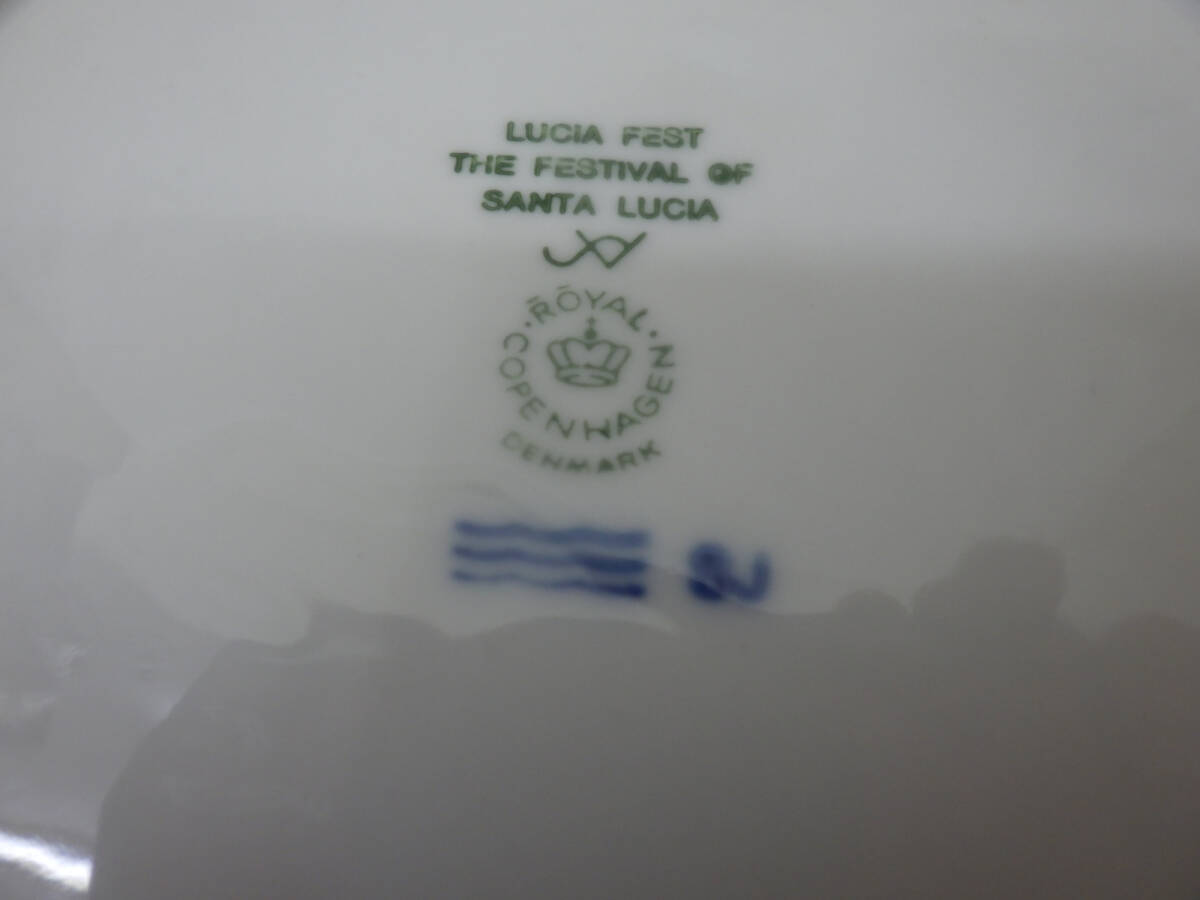 LUCIA FEST
THE FESTIVAL OF
SANTA LUCIA
ROYAL
COPENHAGEN
DENMARK